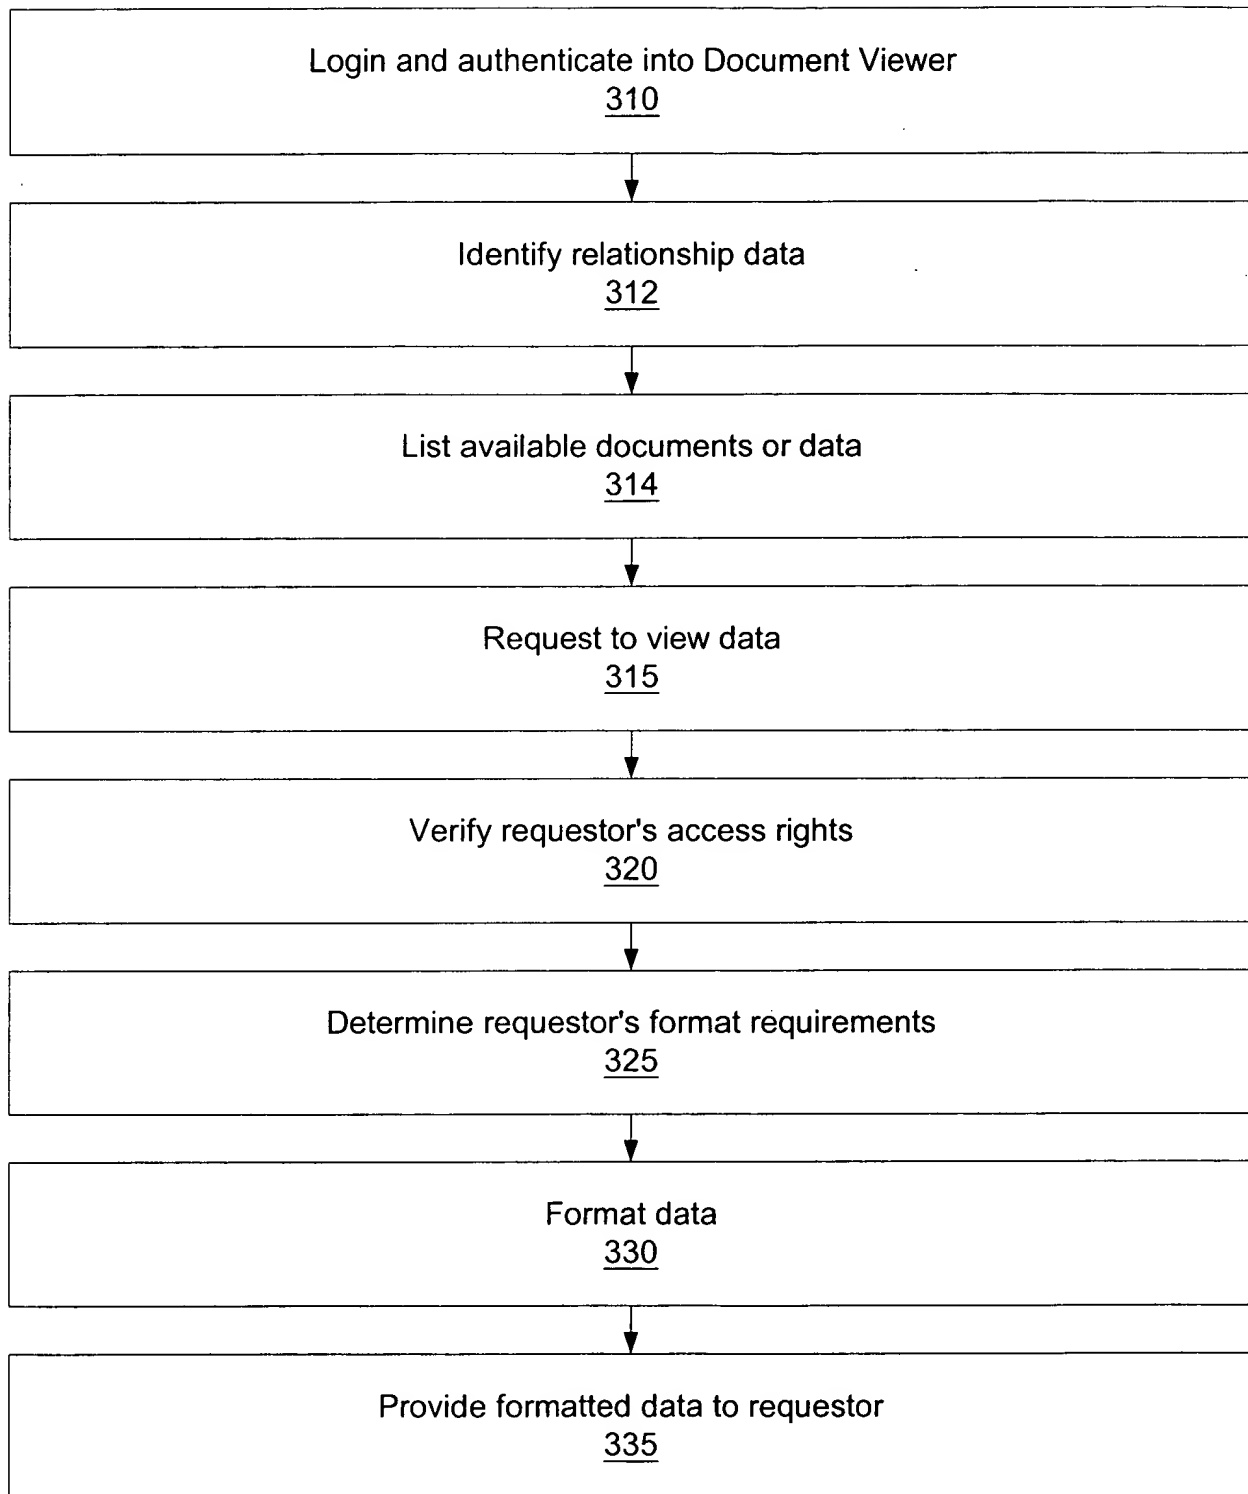 Login and authenticate into Document Viewer
310
Identify relationship data
312
List available documents or data
314
Request to view data
315
Verify requestor's access rights
320
Determine requestor's format requirements
325
Format data
330
Provide formatted data to requestor
335